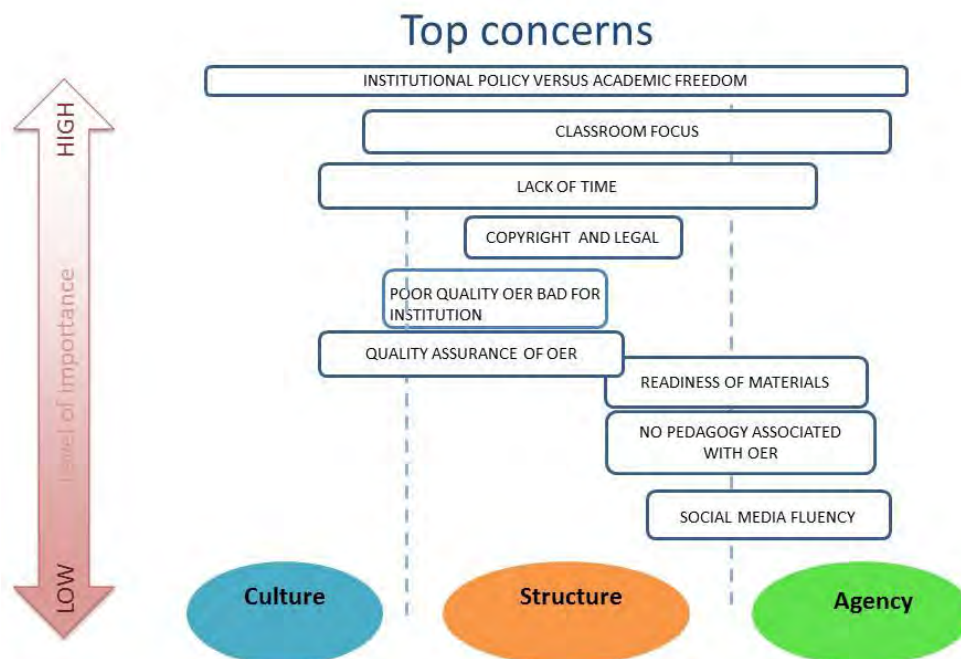 Top concerns
HIGH
Level of importance
LOW
INSTITUTIONAL POLICY VERSUS ACADEMIC FREEDOM
CLASSROOM FOCUS
LACK OF TIME
COPYRIGHT AND LEGAL
POOR QUALITY OER BAD FOR
INSTITUTION
QUALITY ASSURANCE OF OER
READINESS OF MATERIALS
NO PEDAGOGY ASSOCIATED
WITH OER
SOCIAL MEDIA FLUENCY
Culture
Structure
Agency